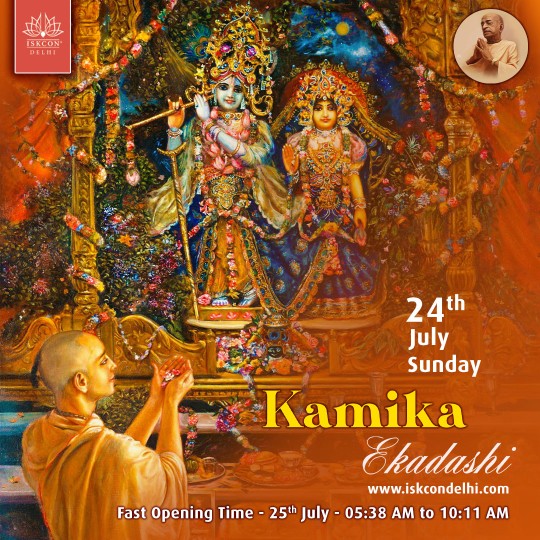 ISKCON®
DELHI
24th
July
Sunday
Kamika
Ekadashi
www.iskcondelhi.com
Fast Opening Time - 25th July - 05:38 AM to 10:11 AM